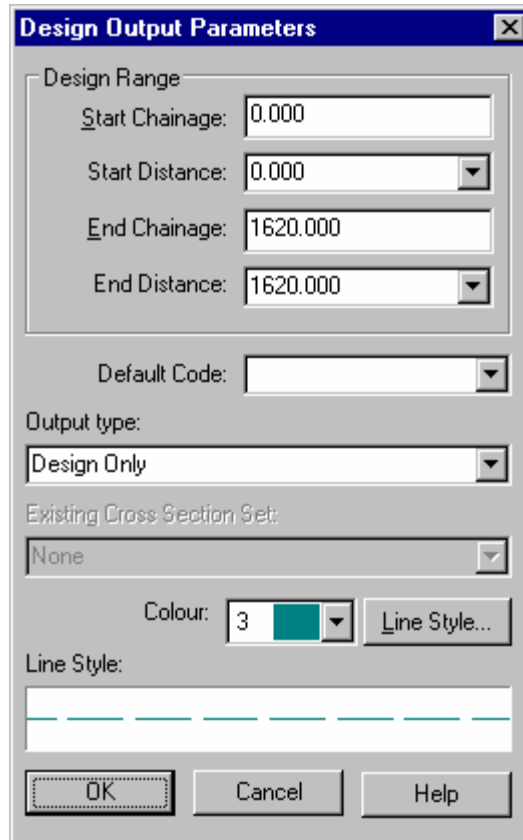 Design Output Parameters
Design Range
Start Chainage: 0.000
Start Distance: 0.000
End Chainage: 1620.000
End Distance: 1620.000
Default Code:
Output type:
Design Only
Existing Cross Section Set:
None
Colour: 3 Line Style...
Line Style:
OK Cancel Help